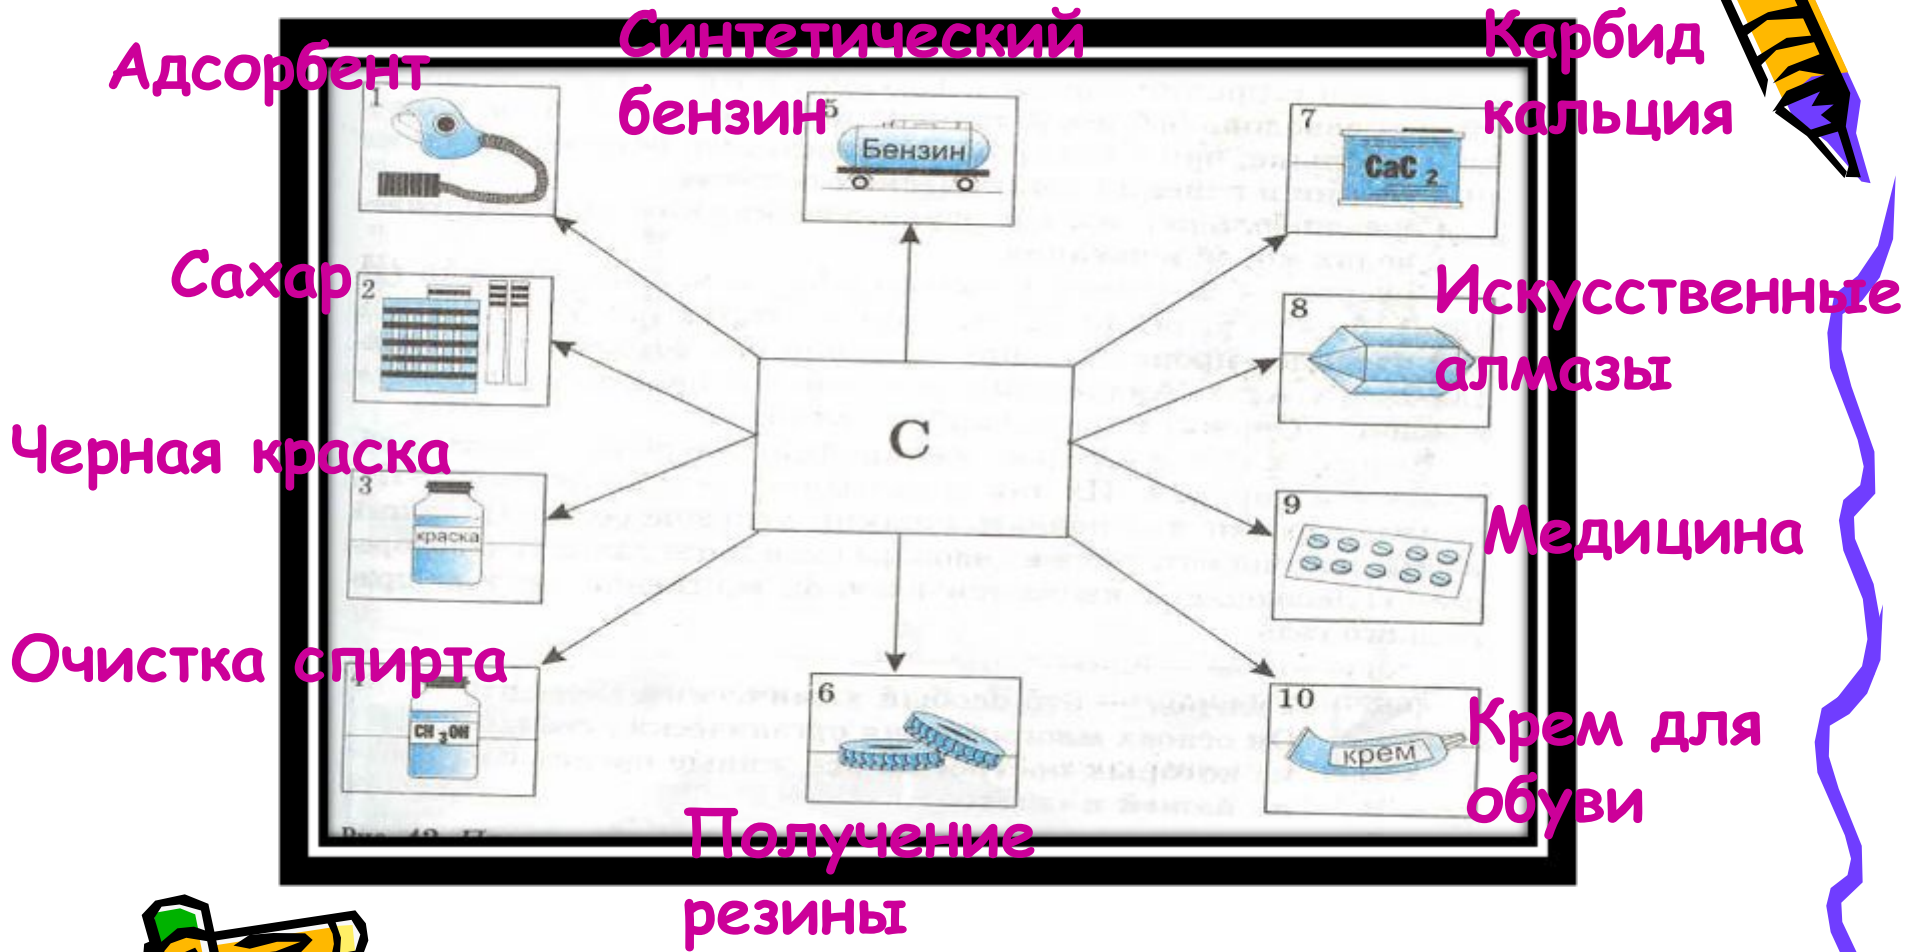 Адсорбент
1
Сахар
2
Черная краска
3
краска
Очистка спирта
CH3OH
Синтетический
бензин
5
Бензин
C
6
Получение
резины
Карбид
кальция
7
CaC2
Искусственные
алмазы
8
9
Медицина
10
крем
Крем для
обуви